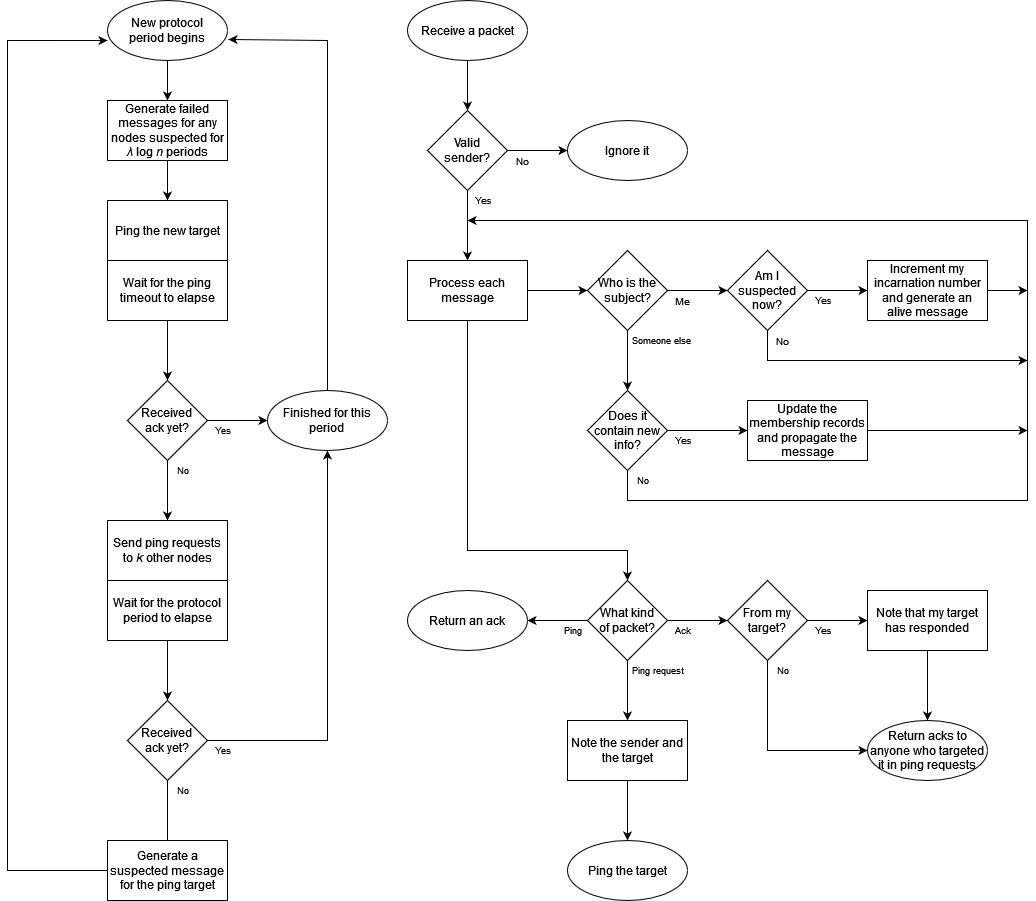 New protocol
period begins
Generate failed
messages for any
nodes suspected for
λ log n periods
Ping the new target
Wait for the ping
timeout to elapse
Received
ack yet?
Yes
No
Finished for this
period
Send ping requests
to k other nodes
Wait for the protocol
period to elapse
Received
ack yet?
Yes
No
Generate a
suspected message
for the ping target
Receive a packet
Valid
sender?
No
Ignore it
Yes
Process each
message
Who is the
subject?
Me
Am I
suspected
now?
Yes
Increment my
incarnation number
and generate an
alive message
No
Someone else
Does it
contain new
info?
Yes
Update the
membership records
and propagate the
message
No
What kind
of packet?
Ping
Return an ack
Ack
From my
target?
Yes
Note that my target
has responded
No
Return acks to
anyone who targeted
it in ping requests
Ping request
Note the sender and
the target
Ping the target